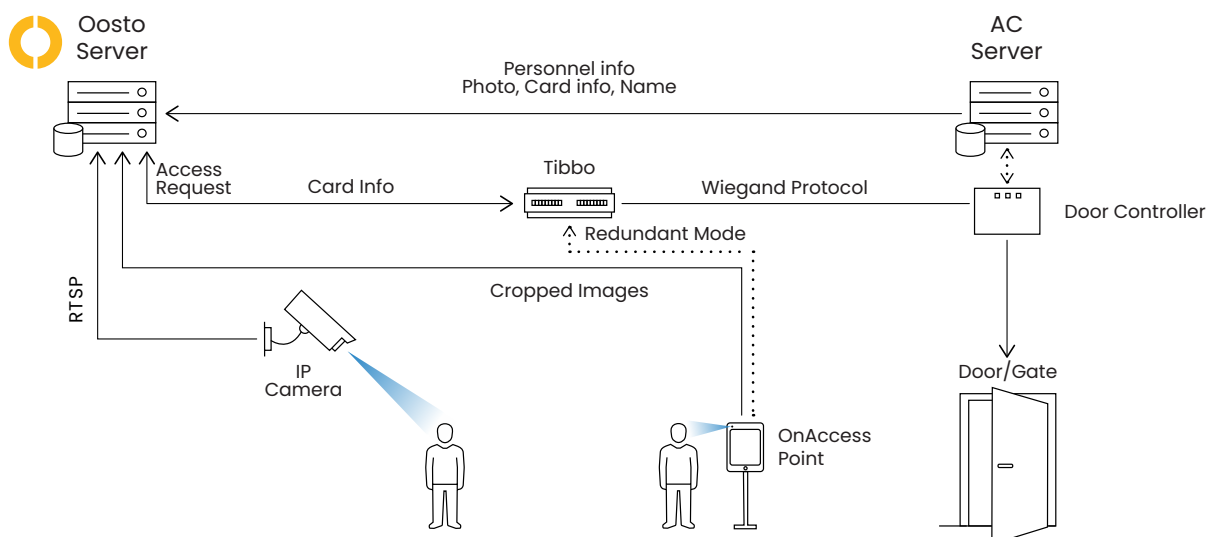 Oosto
Server
AC
Server
Personnel info
Photo, Card info, Name
Access
Request
Card Info
Tibbo
Wiegand Protocol
Door Controller
Redundant Mode
Cropped Images
RTSP
IP
Camera
Door/Gate
OnAccess
Point